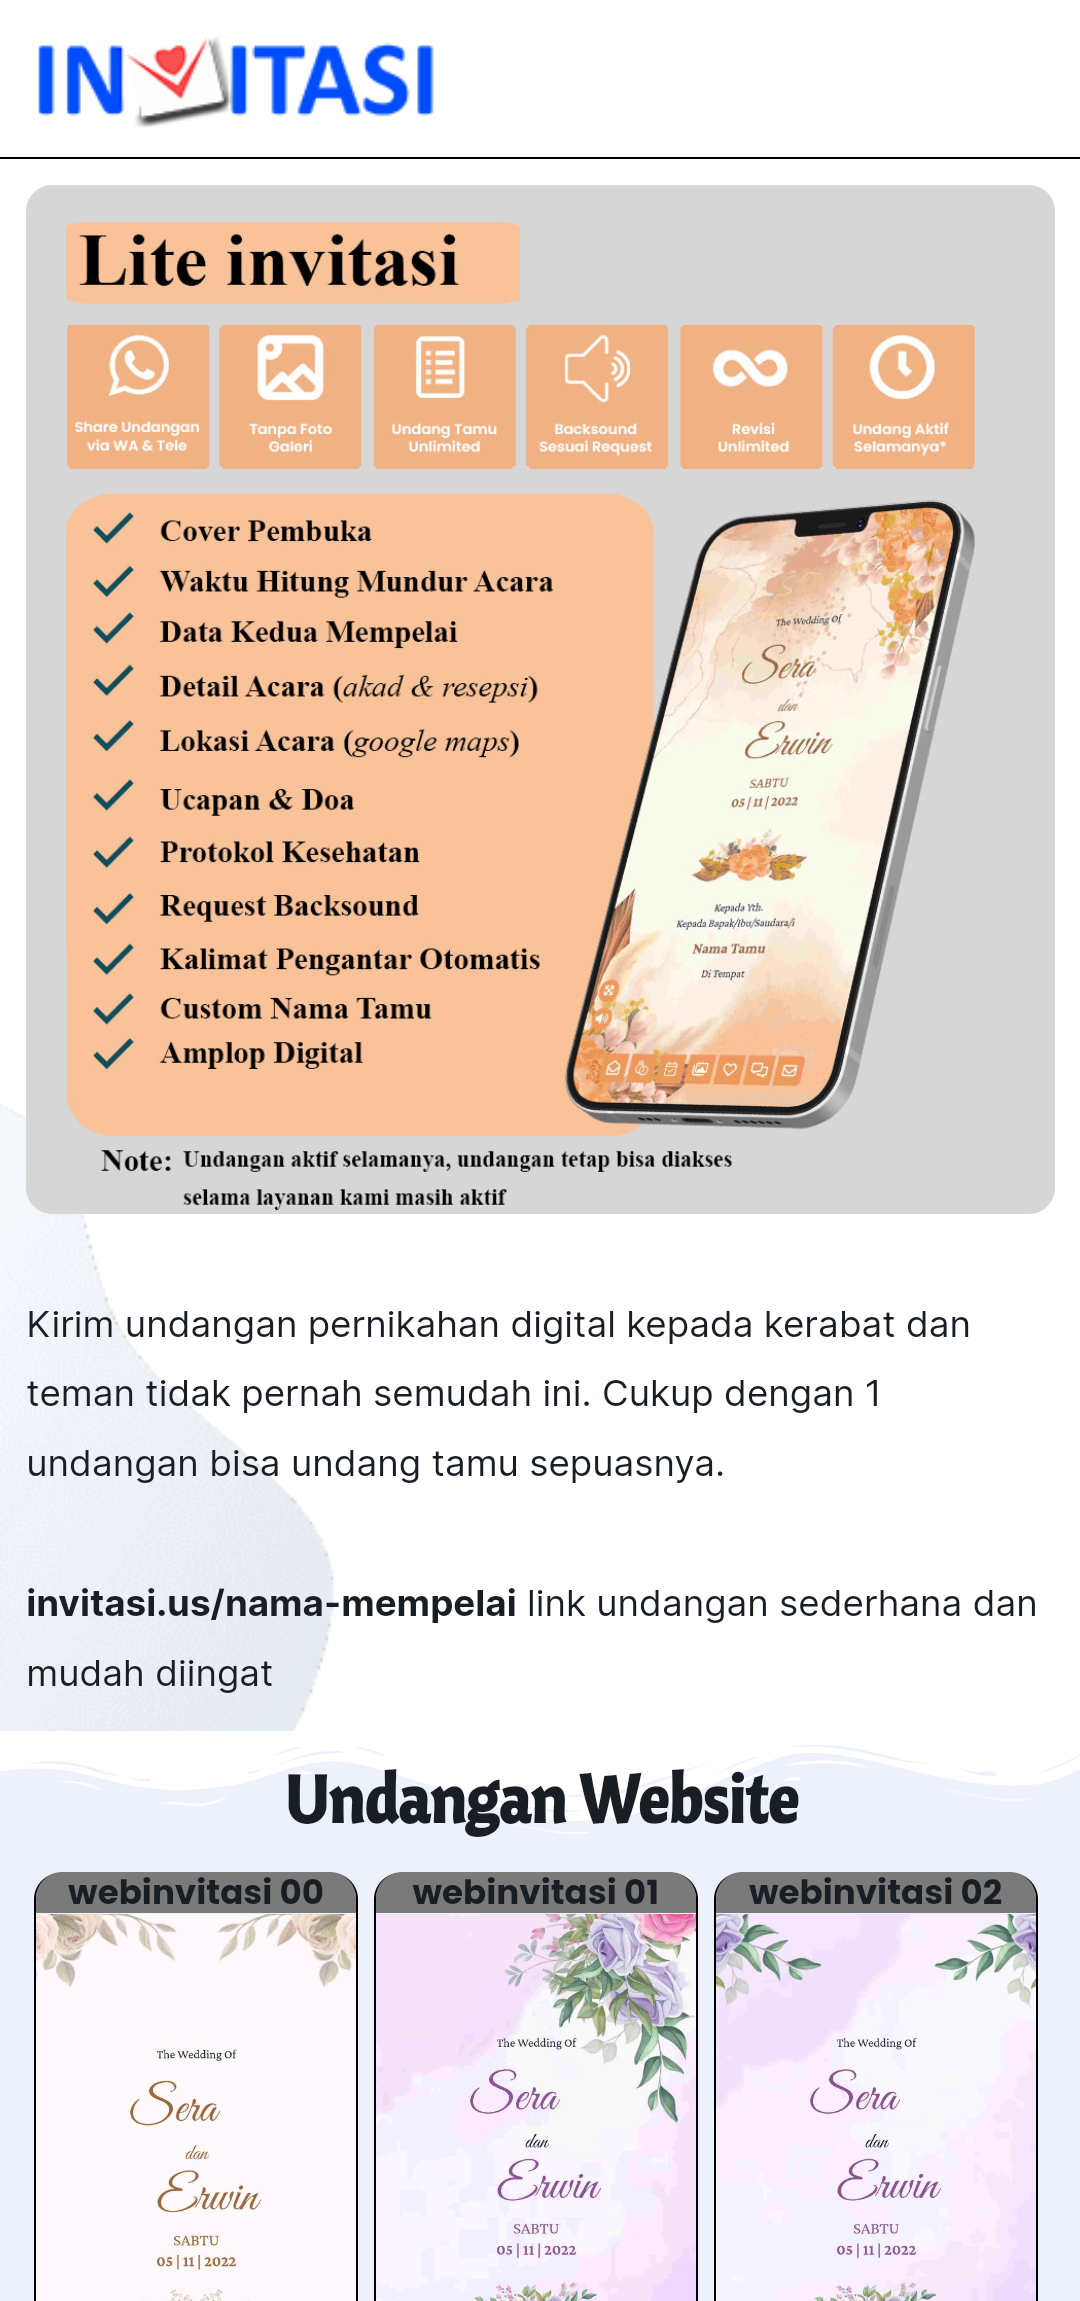 INVITASI
Lite invitasi
Share Undangan
via WA & Tele
Tanpa Foto
Galeri
Undang Tamu
Unlimited
Backsound
Sesuai Request
Revisi
Unlimited
Undang Aktif
Selamanya*
Cover Pembuka
Waktu Hitung Mundur Acara
Data Kedua Mempelai
Detail Acara (akad & resepsi)
Lokasi Acara (google maps)
Ucapan & Doa
Protokol Kesehatan
Request Backsound
Kalimat Pengantar Otomatis
Custom Nama Tamu
Amplop Digital
The Wedding Of
Sera
dan
Erwin
SABTU
05 | 11 | 2022
Kepada Yth.
Kepada Bapak/Ibu/Saudara/i
Nama Tamu
Di Tempat
Note: Undangan aktif selamanya, undangan tetap bisa diakses
selama layanan kami masih aktif
Kirim undangan pernikahan digital kepada kerabat dan
teman tidak pernah semudah ini. Cukup dengan 1
undangan bisa undang tamu sepuasnya.
invitasi.us/nama-mempelai link undangan sederhana dan
mudah diingat
Undangan Website
webinvitasi 00
The Wedding Of
Sera
dan
Erwin
SABTU
05 | 11 | 2022
webinvitasi 01
The Wedding Of
Sera
dan
Erwin
SABTU
05 | 11 | 2022
webinvitasi 02
The Wedding Of
Sera
dan
Erwin
SABTU
05 | 11 | 2022